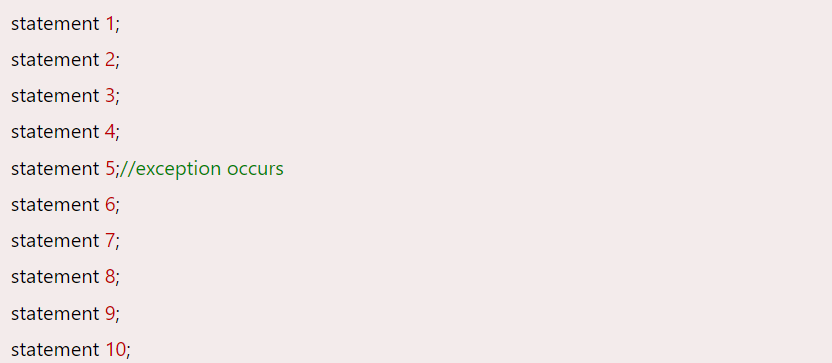 statement 1;
statement 2;
statement 3;
statement 4;
statement 5;//exception occurs
statement 6;
statement 7;
statement 8;
statement 9;
statement 10;